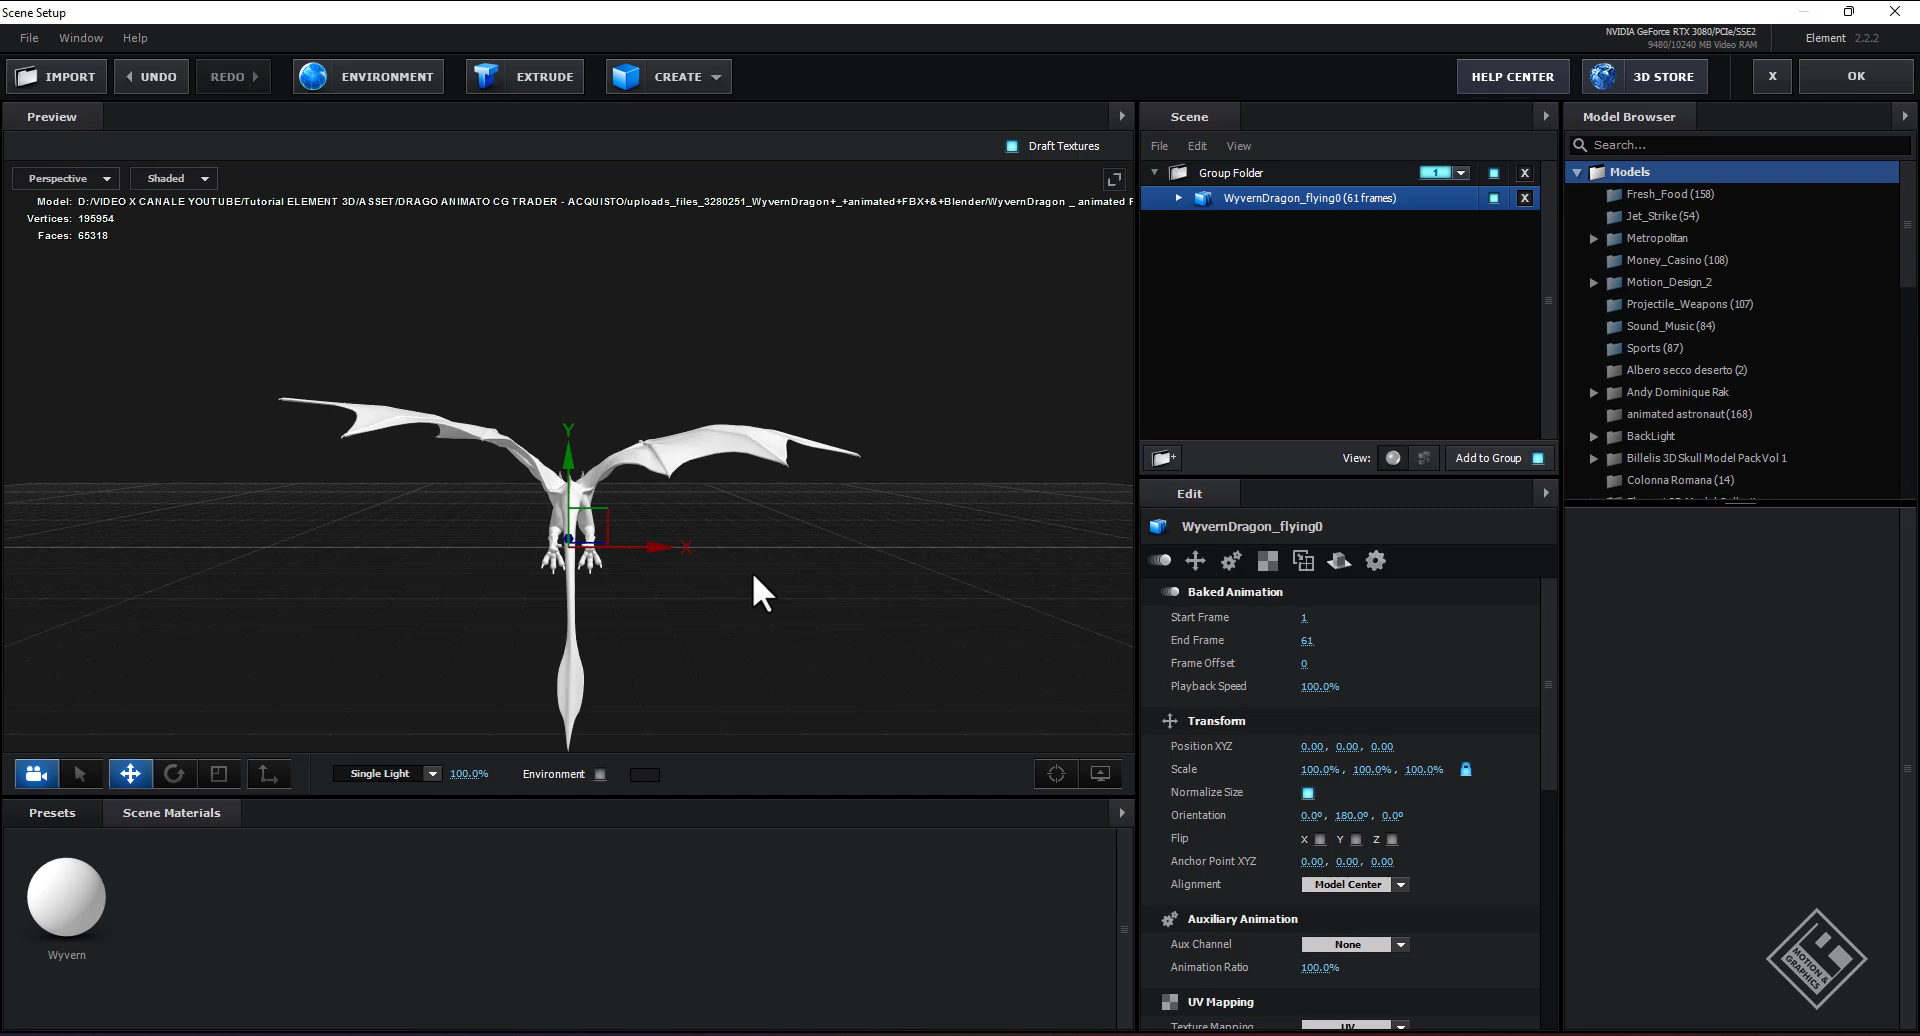 Scene Setup
File Window Help
NVIDIA GeForce RTX 3080/PCIe/SSE2
9480/10240 MB Video RAM
Element 2.2.2
IMPORT UNDO REDO ENVIRONMENT EXTRUDE CREATE HELP CENTER 3D STORE X OK
Preview
Draft Textures
Perspective Shaded
Model: D:/VIDEO X CANALE YOUTUBE/Tutorial ELEMENT 3D/ASSET/DRAGO ANIMATO CG TRADER - ACQUISTO/uploads_files_3280251_WyvernDragon+_+animated+FBX+&+Blender/WyvernDragon _ animated F
Vertices: 195954
Faces: 65318
Y
X
Single Light 100.0% Environment
Presets Scene Materials
Wyvern
Scene
File Edit View
Group Folder 1 X
WyvernDragon_flying0 (61 frames) X
View: Add to Group
Edit
WyvernDragon_flying0
Baked Animation
Start Frame 1
End Frame 61
Frame Offset 0
Playback Speed 100.0%
Transform
Position XYZ 0.00, 0.00, 0.00
Scale 100.0%, 100.0%, 100.0%
Normalize Size
Orientation 0.0°, 180.0°, 0.0°
Flip X Y Z
Anchor Point XYZ 0.00, 0.00, 0.00
Alignment Model Center
Auxiliary Animation
Aux Channel None
Animation Ratio 100.0%
UV Mapping
Texture Mapping UV
Model Browser
Search...
Models
Fresh_Food (158)
Jet_Strike (54)
Metropolitan
Money_Casino (108)
Motion_Design_2
Projectile_Weapons (107)
Sound_Music (84)
Sports (87)
Albero secco deserto (2)
Andy Dominique Rak
animated astronaut (168)
BackLight
Billelis 3D Skull Model Pack Vol 1
Colonna Romana (14)
MOTION &
GRAPHICS